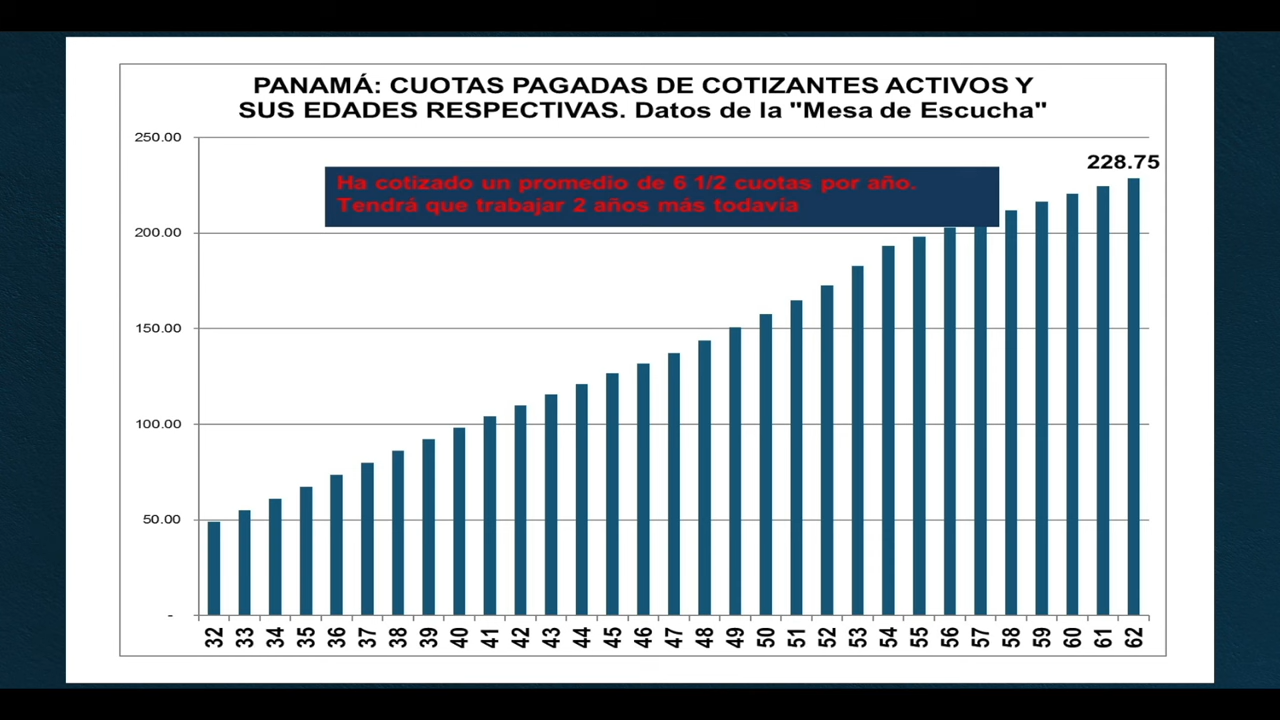 PANAMÁ: CUOTAS PAGADAS DE COTIZANTES ACTIVOS Y
SUS EDADES RESPECTIVAS. Datos de la "Mesa de Escucha"
250.00
228.75
Ha cotizado un promedio de 6 1/2 cuotas por año.
Tendrá que trabajar 2 años más todavía
200.00
150.00
100.00
50.00
-
32 33 34 35 36 37 38 39 40 41 42 43 44 45 46 47 48 49 50 51 52 53 54 55 56 57 58 59 60 61 62